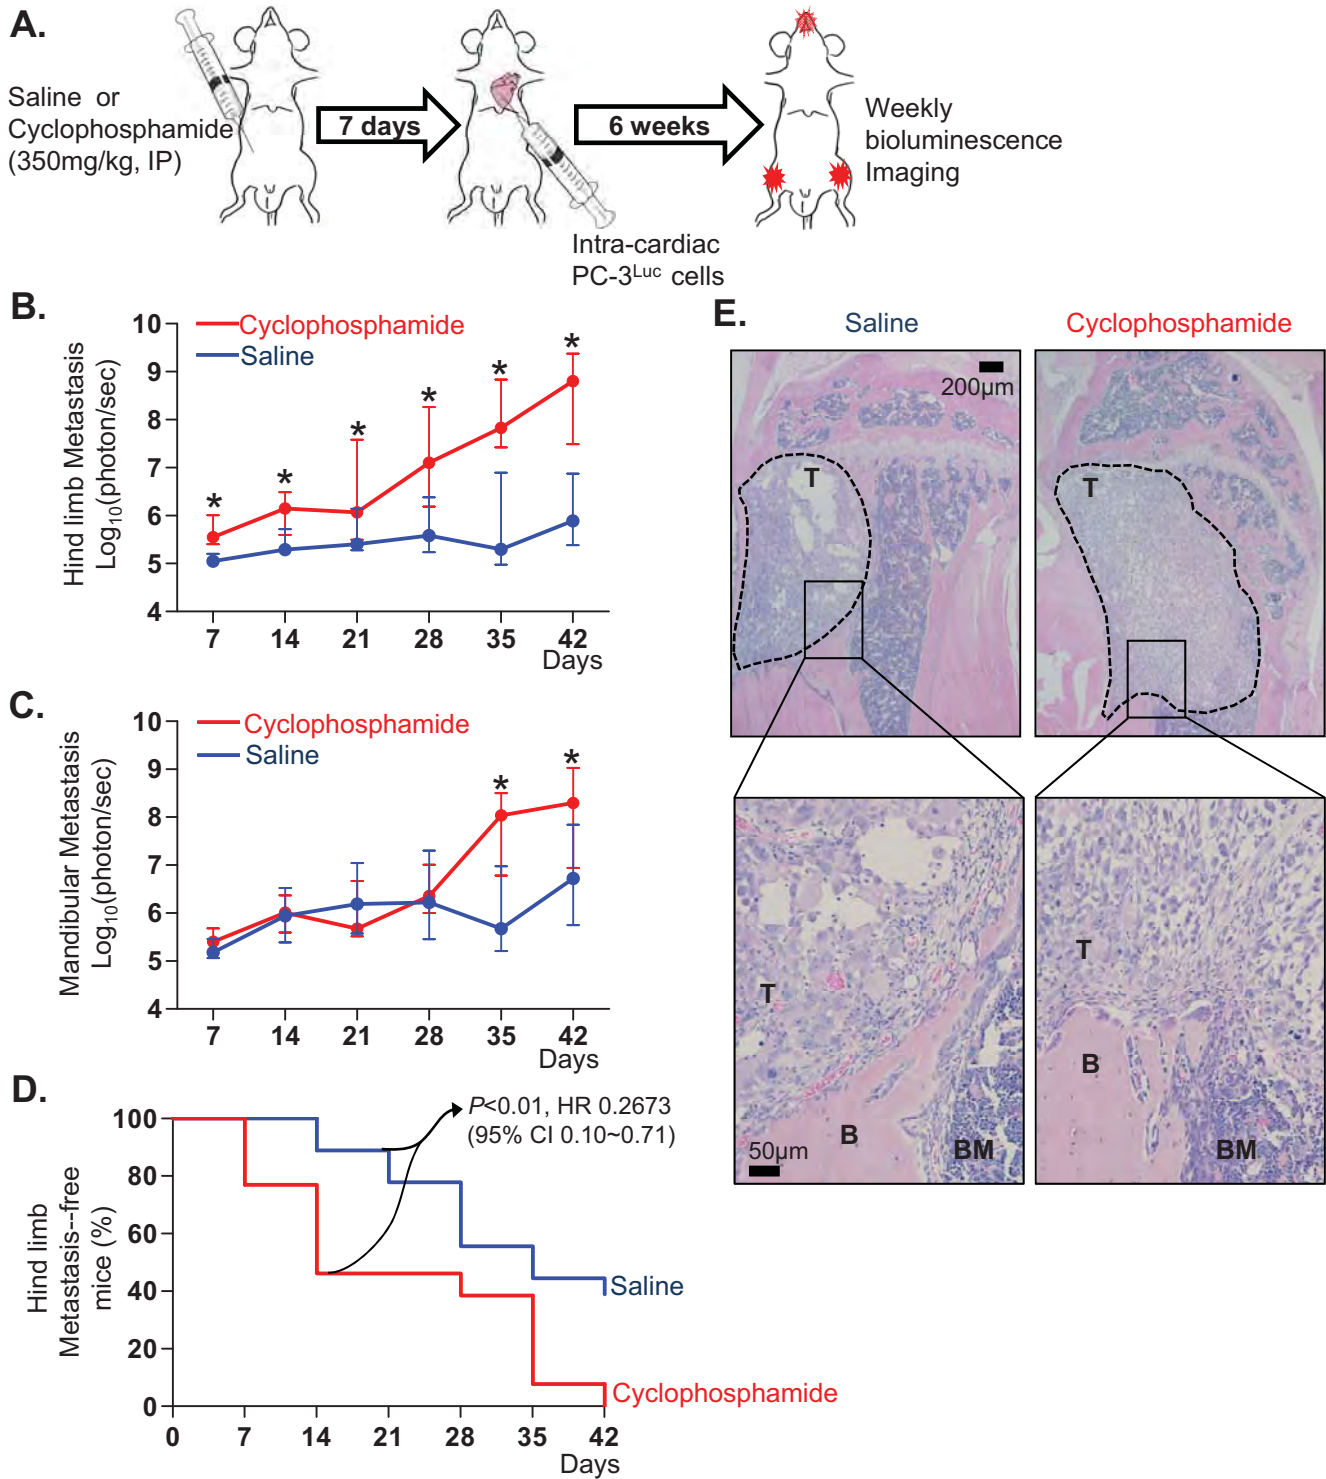 A.
Saline or
Cyclophosphamide
(350mg/kg, IP)
7 days
6 weeks
Weekly
bioluminescence
Imaging
Intra-cardiac
PC-3Luc cells
B.
Hind limb Metastasis
Log10(photon/sec)
10
9
8
7
6
5
4
Cyclophosphamide
Saline
* * * * * *
7 14 21 28 35 42
Days
C.
Mandibular Metastasis
Log10(photon/sec)
10
9
8
7
6
5
4
Cyclophosphamide
Saline
* *
7 14 21 28 35 42
Days
D.
Hind limb
Metastasis--free
mice (%)
100
80
60
40
20
0
P<0.01, HR 0.2673
(95% CI 0.10~0.71)
Saline
Cyclophosphamide
0 7 14 21 28 35 42
Days
E.
Saline
Cyclophosphamide
200μm
T
T
T
B
BM
50μm
T
B
BM